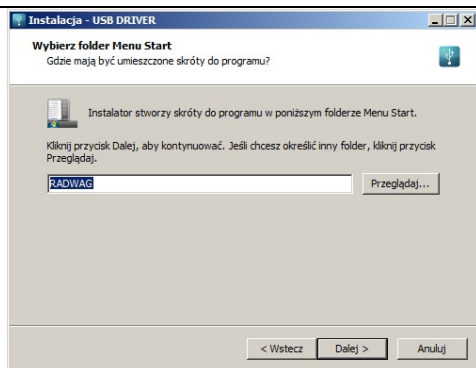 Instalacja - USB DRIVER
Wybierz folder Menu Start
Gdzie mają być umieszczone skróty do programu?
Instalator stworzy skróty do programu w poniższym folderze Menu Start.
Kliknij przycisk Dalej, aby kontynuować. Jeśli chcesz określić inny folder, kliknij przycisk
Przeglądaj.
RADWAG
Przeglądaj...
< Wstecz
Dalej >
Anuluj